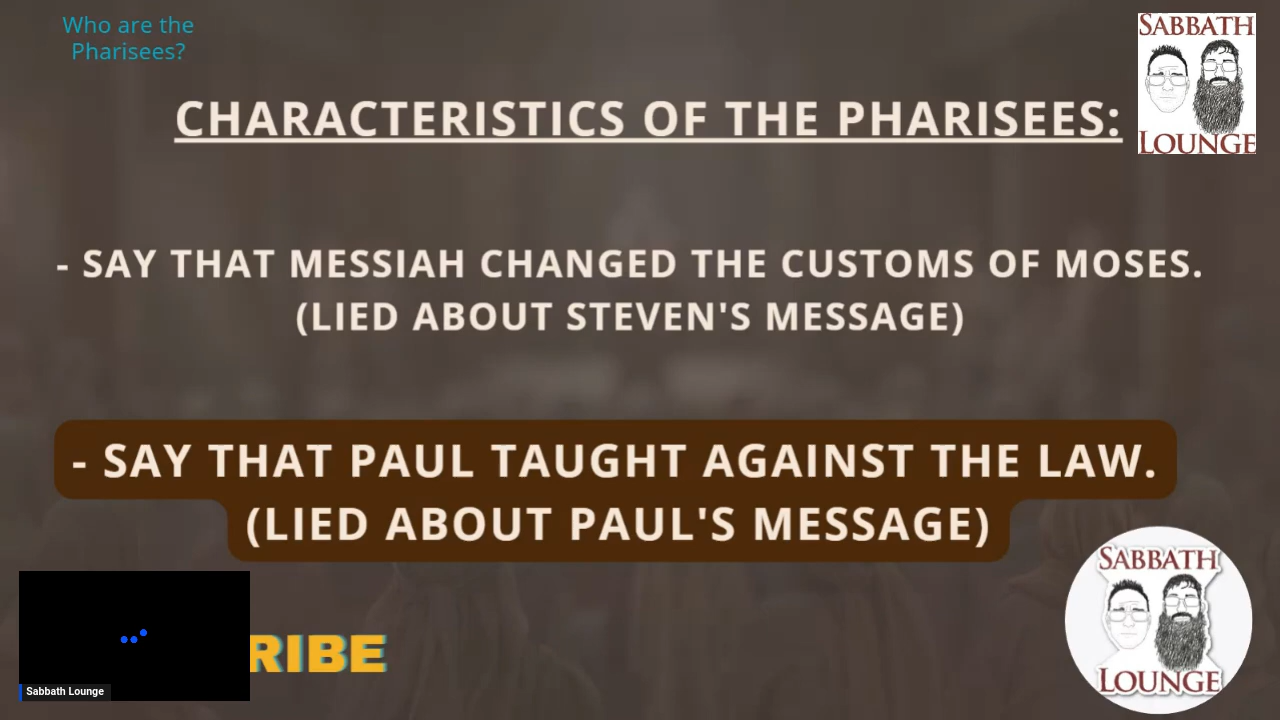 Who are the
Pharisees?
SABBATH
LOUNGE
CHARACTERISTICS OF THE PHARISEES:
- SAY THAT MESSIAH CHANGED THE CUSTOMS OF MOSES.
(LIED ABOUT STEVEN'S MESSAGE)
- SAY THAT PAUL TAUGHT AGAINST THE LAW.
(LIED ABOUT PAUL'S MESSAGE)
SABBATH
LOUNGE
RIBE
Sabbath Lounge